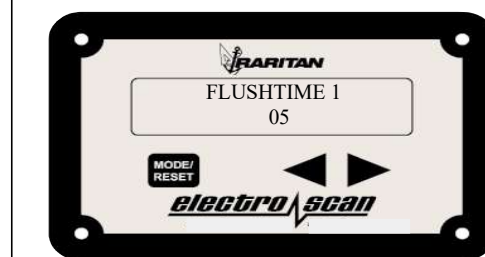 RARITAN
FLUSHTIME 1
05
MODE/
RESET
electro scan